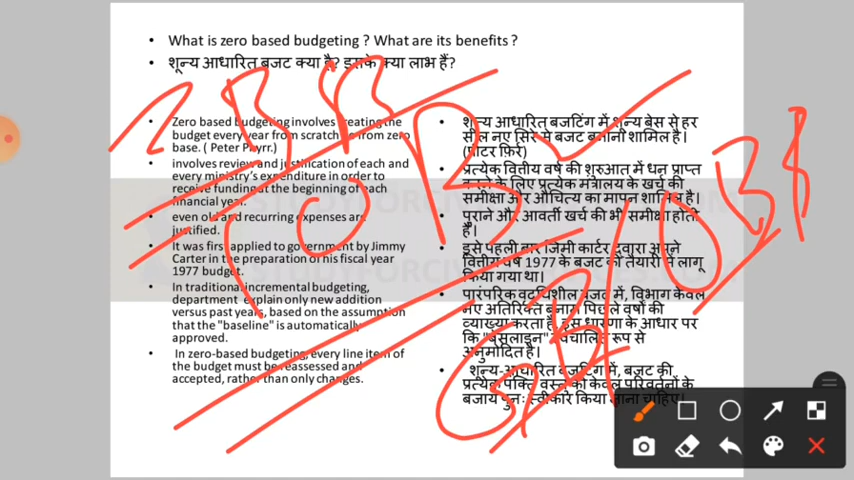 What is zero based budgeting ? What are its benefits ?
शून्य आधारित बजट क्या है? इसके क्या लाभ हैं?
Zero based budgeting involves creating the
budget every year from scratch
from zero
base. ( Peter Phyrr.)
involves review and justification of each and
every ministry's expenditure in order to
receive funding at the beginning of each
financial year.
even old and recurring expenses are
justified.
It was first applied to government by Jimmy
Carter in the preparation of his fiscal year
1977 budget.
In traditional incremental budgeting,
department explain only new addition
versus past years, based on the assumption
that the "baseline" is automatically
approved.
In zero-based budgeting, every line item of
the budget must be reassessed and
accepted, rather than only changes.
शून्य आधारित बजटिंग में शून्य बेस से हर
साल नए सिरे से बजट बनाना शामिल है।
(पीटर फ़िर)
प्रत्येक वित्तीय वर्ष की शुरुआत में धन प्राप्त
करने के लिए प्रत्येक मंत्रालय के खर्च की
समीक्षा और औचित्य का मापन शामिल है।
पुराने और आवर्ती खर्च की भी समीक्षा होती
है।
इसे पहली बार जिमी कार्टर द्वारा अपने
वित्तीय वर्ष 1977 के बजट की तैयारी में लागू
किया गया था।
पारंपरिक वृद्धिशील बजट में, विभाग केवल
नए अतिरिक्त बनाम पिछले वर्षों की
व्याख्या करता है, इस धारणा के आधार पर
कि "बेसलाइन" स्वचालित रूप से
अनुमोदित है।
शून्य-आधारित बजटिंग में, बजट की
प्रत्येक पंक्ति वस्तु को केवल परिवर्तनों के
बजाय पुनः स्वीकार किया जाना चाहिए।
ZBB
POB
GB/OBB